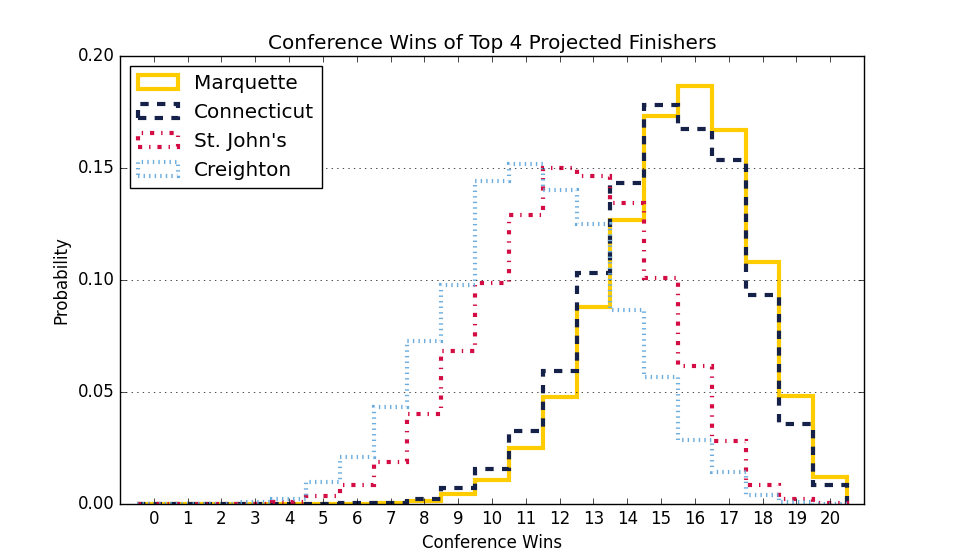 Conference Wins of Top 4 Projected Finishers
0.20
Marquette
Connecticut
St. John's
Creighton
0.15
0.10
0.05
0.00
Probability
0 1 2 3 4 5 6 7 8 9 10 11 12 13 14 15 16 17 18 19 20
Conference Wins